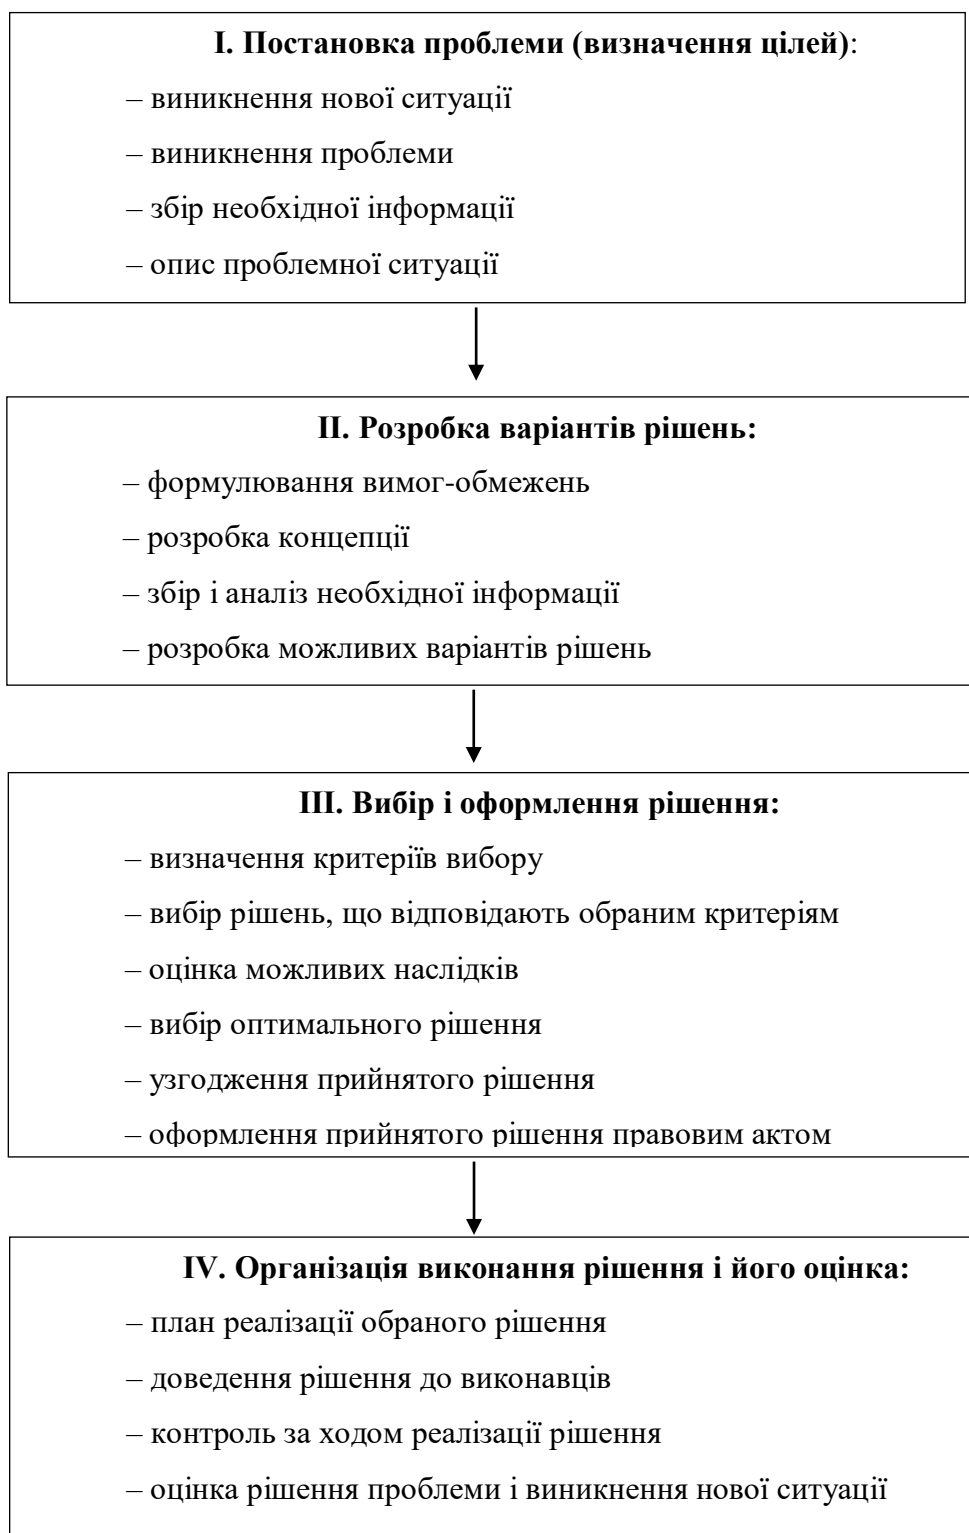 I. Постановка проблеми (визначення цілей):
– виникнення нової ситуації
– виникнення проблеми
– збір необхідної інформації
– опис проблемної ситуації
II. Розробка варіантів рішень:
– формулювання вимог-обмежень
– розробка концепції
– збір і аналіз необхідної інформації
– розробка можливих варіантів рішень
III. Вибір і оформлення рішення:
– визначення критеріїв вибору
– вибір рішень, що відповідають обраним критеріям
– оцінка можливих наслідків
– вибір оптимального рішення
– узгодження прийнятого рішення
– оформлення прийнятого рішення правовим актом
IV. Організація виконання рішення і його оцінка:
– план реалізації обраного рішення
– доведення рішення до виконавців
– контроль за ходом реалізації рішення
– оцінка рішення проблеми і виникнення нової ситуації